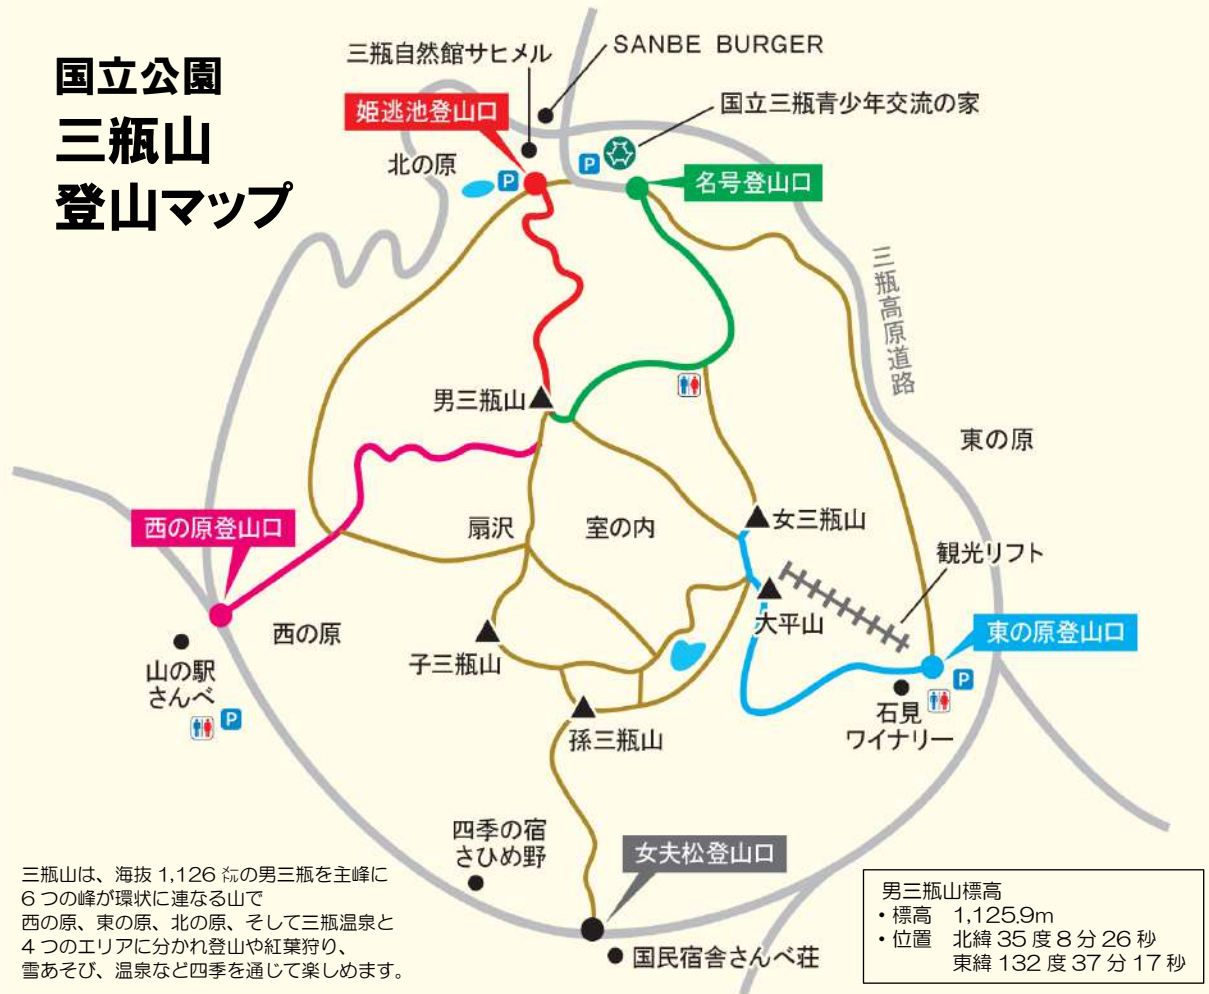 国立公園
三瓶山
登山マップ
三瓶自然館サヒメル
SANBE BURGER
姫逃池登山口
国立三瓶青少年交流の家
北の原
P
P
名号登山口
三瓶高原道路
男三瓶山
東の原
西の原登山口
扇沢
室の内
女三瓶山
観光リフト
西の原
大平山
東の原登山口
山の駅
さんべ
子三瓶山
P
P
石見
ワイナリー
孫三瓶山
四季の宿
さひめ野
女夫松登山口
国民宿舎さんべ荘
三瓶山は、海抜 1,126 ㍍の男三瓶を主峰に
6 つの峰が環状に連なる山で
西の原、東の原、北の原、そして三瓶温泉と
4 つのエリアに分かれ登山や紅葉狩り、
雪あそび、温泉など四季を通じて楽しめます。
男三瓶山標高
・標高 1,125.9m
・位置 北緯 35 度 8 分 26 秒
東緯 132 度 37 分 17 秒